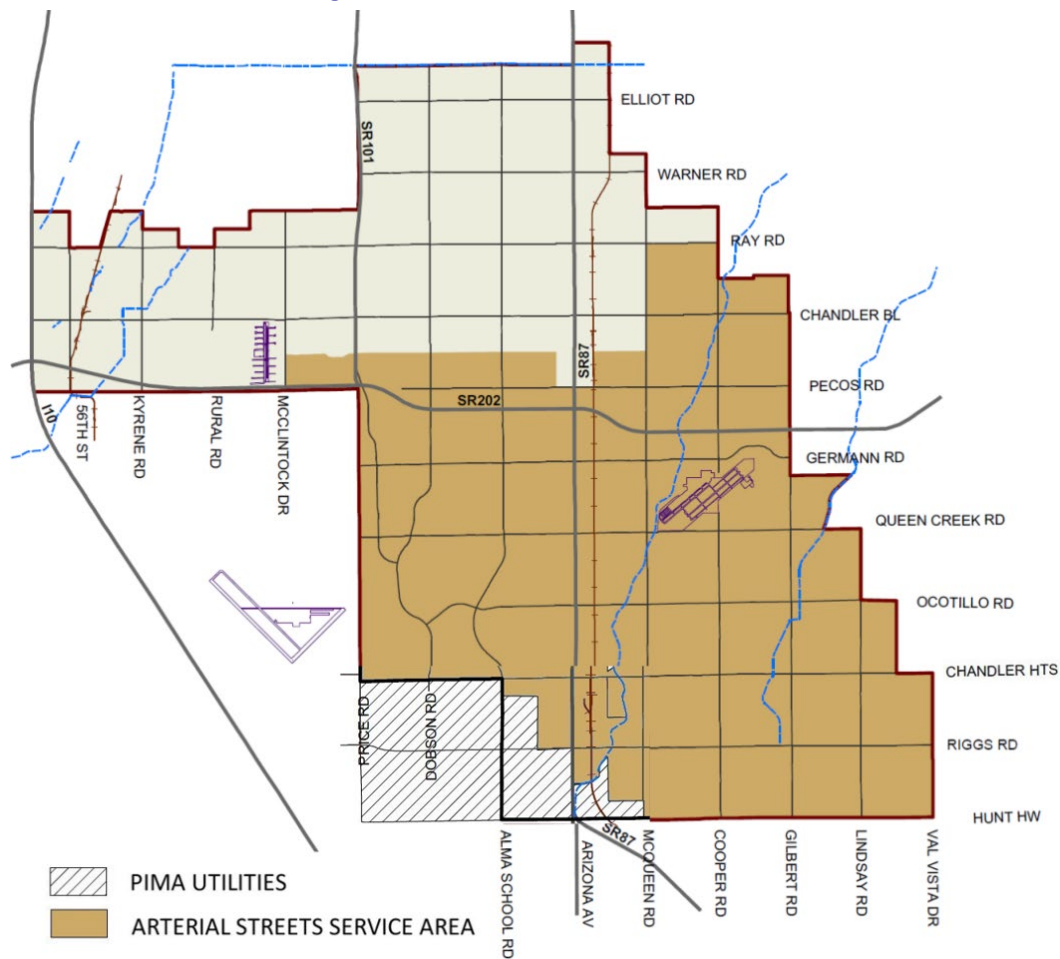 ELLIOT RD
SR101
WARNER RD
RAY RD
CHANDLER BL
SR87
PECOS RD
SR202
I10
56TH ST
KYRENE RD
RURAL RD
MCCLINTOCK DR
GERMANN RD
QUEEN CREEK RD
OCOTILLO RD
CHANDLER HTS
PRICE RD
DOBSON RD
RIGGS RD
HUNT HW
SR87
ALMA SCHOOL RD
ARIZONA AV
MCQUEEN RD
COOPER RD
GILBERT RD
LINDSAY RD
VAL VISTA DR
PIMA UTILITIES
ARTERIAL STREETS SERVICE AREA